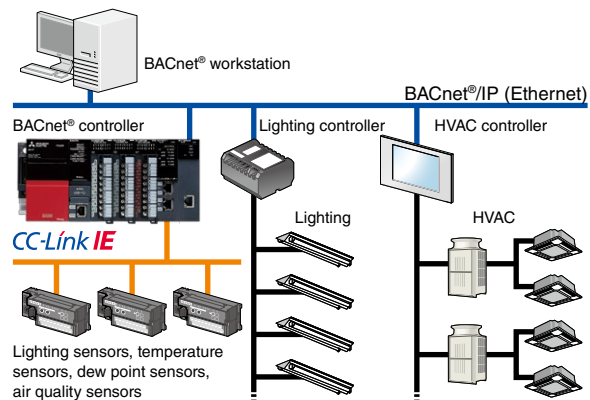 BACnet® workstation
BACnet®/IP (Ethernet)
BACnet® controller
Lighting controller
HVAC controller
CC-Link IE
Lighting
HVAC
Lighting sensors, temperature
sensors, dew point sensors,
air quality sensors